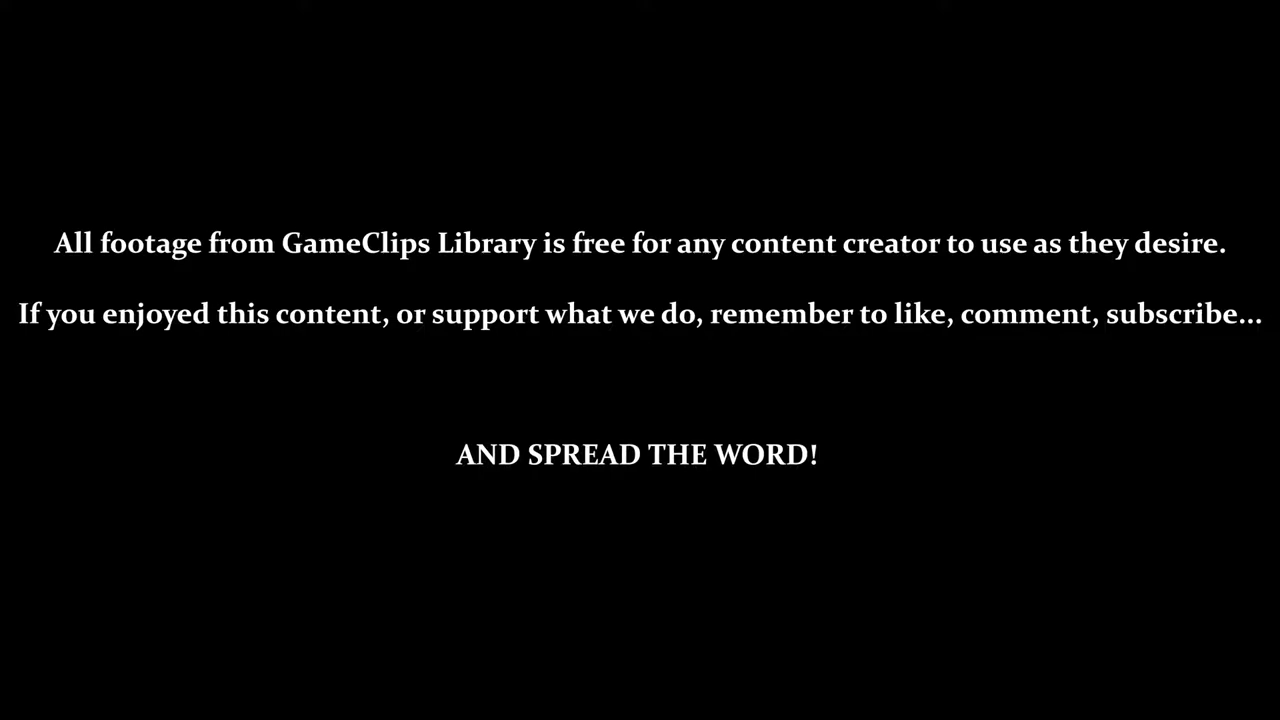 All footage from GameClips Library is free for any content creator to use as they desire.
If you enjoyed this content, or support what we do, remember to like, comment, subscribe...
AND SPREAD THE WORD!